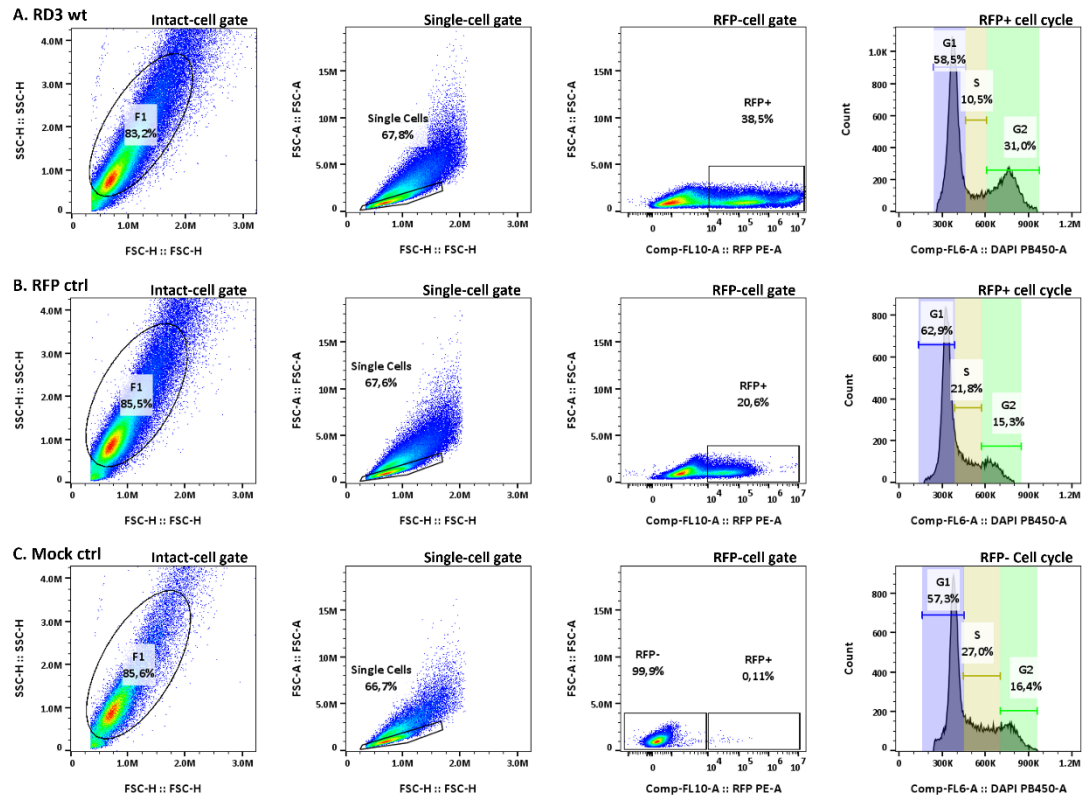 A. RD3 wt
Intact-cell gate
Single-cell gate
RFP-cell gate
RFP+ cell cycle
SSC-H :: SSC-H
4.0M
3.0M
2.0M
1.0M
0
F1
83,2%
0
1.0M
2.0M
3.0M
FSC-H :: FSC-H
FSC-A :: FSC-A
15M
10M
5.0M
0
Single Cells
67,8%
0
1.0M
2.0M
3.0M
FSC-H :: FSC-H
FSC-A :: FSC-A
15M
10M
5.0M
0
RFP+
38,5%
0
10^4
10^5
10^6
10^7
Comp-FL10-A :: RFP PE-A
Count
1.0K
800
600
400
200
0
G1
58,5%
S
10,5%
G2
31,0%
0
300K
600K
900K
1.2M
Comp-FL6-A :: DAPI PB450-A
B. RFP ctrl
Intact-cell gate
Single-cell gate
RFP-cell gate
RFP+ cell cycle
SSC-H :: SSC-H
4.0M
3.0M
2.0M
1.0M
0
F1
85,5%
0
1.0M
2.0M
3.0M
FSC-H :: FSC-H
FSC-A :: FSC-A
15M
10M
5.0M
0
Single Cells
67,6%
0
1.0M
2.0M
3.0M
FSC-H :: FSC-H
FSC-A :: FSC-A
15M
10M
5.0M
0
RFP+
20,6%
0
10^4
10^5
10^6
10^7
Comp-FL10-A :: RFP PE-A
Count
800
600
400
200
0
G1
62,9%
S
21,8%
G2
15,3%
0
300K
600K
900K
1.2M
Comp-FL6-A :: DAPI PB450-A
C. Mock ctrl
Intact-cell gate
Single-cell gate
RFP-cell gate
RFP- Cell cycle
SSC-H :: SSC-H
4.0M
3.0M
2.0M
1.0M
0
F1
85,6%
0
1.0M
2.0M
3.0M
FSC-H :: FSC-H
FSC-A :: FSC-A
15M
10M
5.0M
0
Single Cells
66,7%
0
1.0M
2.0M
3.0M
FSC-H :: FSC-H
FSC-A :: FSC-A
15M
10M
5.0M
0
RFP-
99,9%
RFP+
0,11%
0
10^4
10^5
10^6
10^7
Comp-FL10-A :: RFP PE-A
Count
800
600
400
200
0
G1
57,3%
S
27,0%
G2
16,4%
0
300K
600K
900K
1.2M
Comp-FL6-A :: DAPI PB450-A